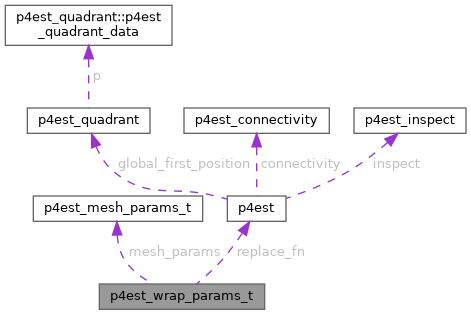 p4est_quadrant::p4est
_quadrant_data
p
p4est_quadrant
p4est_connectivity
p4est_inspect
global_first_position
connectivity
inspect
p4est_mesh_params_t
p4est
mesh_params
replace_fn
p4est_wrap_params_t